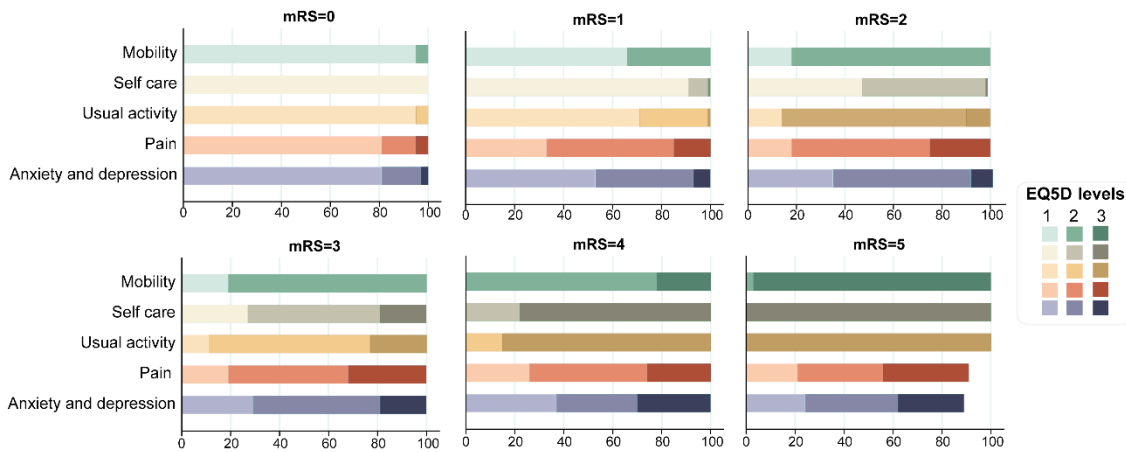 mRS=0
mRS=1
mRS=2
Mobility
Self care
Usual activity
Pain
Anxiety and depression
0 20 40 60 80 100
0 20 40 60 80 100
0 20 40 60 80 100
EQ5D levels
1 2 3
mRS=3
mRS=4
mRS=5
Mobility
Self care
Usual activity
Pain
Anxiety and depression
0 20 40 60 80 100
0 20 40 60 80 100
0 20 40 60 80 100